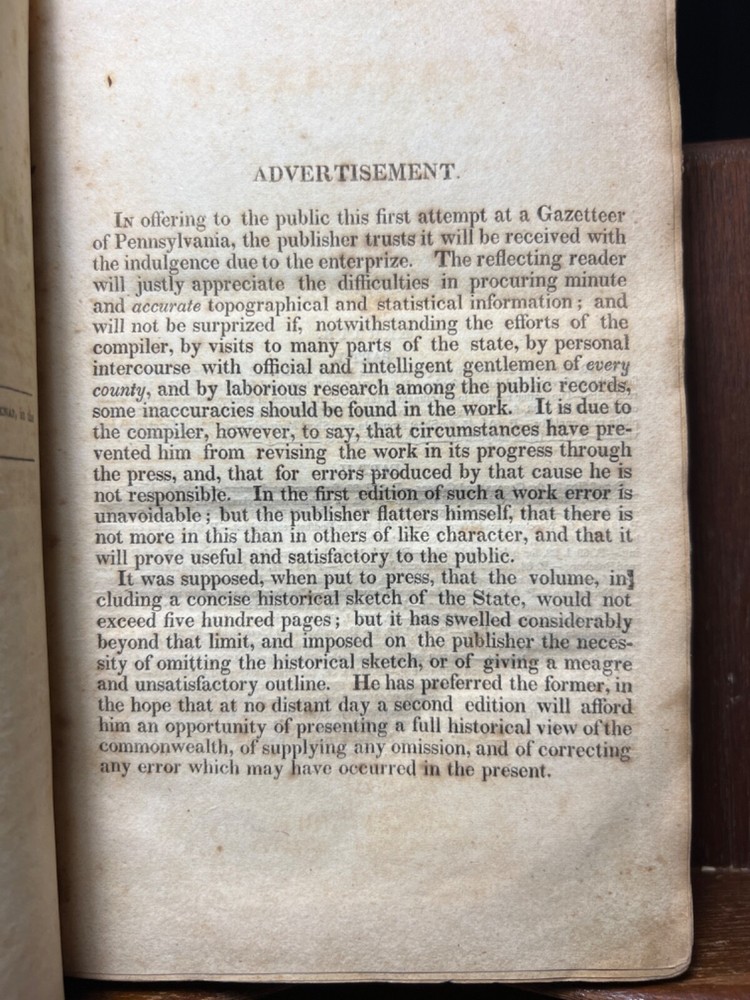 ADVERTISEMENT.
IN offering to the public this first attempt at a Gazetteer
of Pennsylvania, the publisher trusts it will be received with
the indulgence due to the enterprize. The reflecting reader
will justly appreciate the difficulties in procuring minute
and accurate topographical and statistical information; and
will not be surprized if, notwithstanding the efforts of the
compiler, by visits to many parts of the state, by personal
intercourse with official and intelligent gentlemen of every
county, and by laborious research among the public records,
some inaccuracies should be found in the work. It is due to
the compiler, however, to say, that circumstances have pre-
vented him from revising the work in its progress through
the press, and, that for errors produced by that cause he is
not responsible. In the first edition of such a work error is
unavoidable; but the publisher flatters himself, that there is
not more in this than in others of like character, and that it
will prove useful and satisfactory to the public.
It was supposed, when put to press, that the volume, in-
cluding a concise historical sketch of the State, would not
exceed five hundred pages; but it has swelled considerably
beyond that limit, and imposed on the publisher the neces-
sity of omitting the historical sketch, or of giving a meagre
and unsatisfactory outline. He has preferred the former, in
the hope that at no distant day a second edition will afford
him an opportunity of presenting a full historical view of the
commonwealth, of supplying any omission, and of correcting
any error which may have occurred in the present.